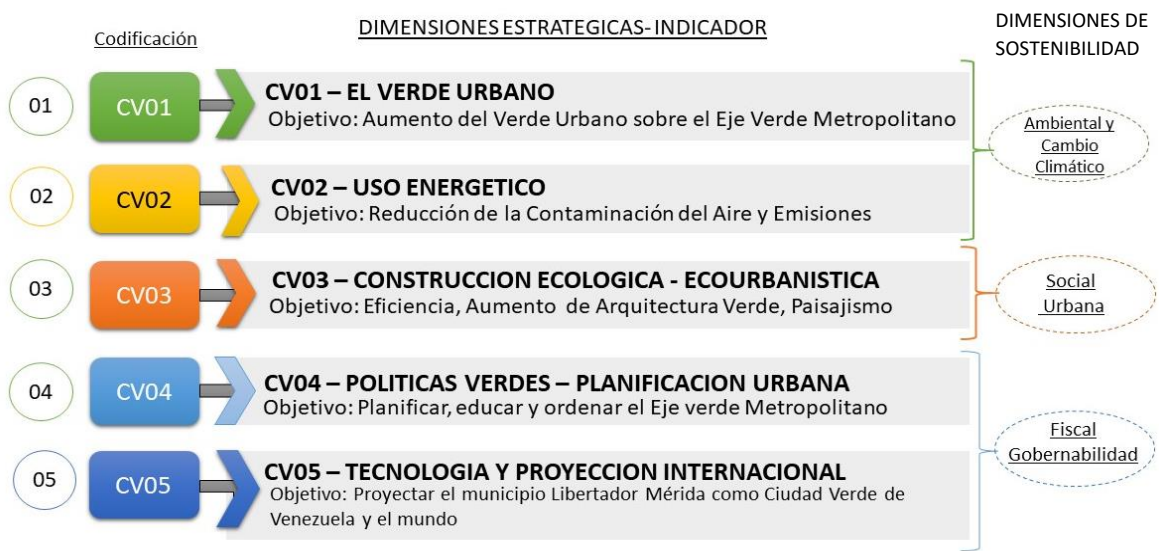 Codificación
DIMENSIONES ESTRATEGICAS-INDICADOR
DIMENSIONES DE
SOSTENIBILIDAD
01
CV01
CV01 – EL VERDE URBANO
Objetivo: Aumento del Verde Urbano sobre el Eje Verde Metropolitano
02
CV02
CV02 – USO ENERGETICO
Objetivo: Reducción de la Contaminación del Aire y Emisiones
Ambiental y
Cambio
Climático
03
CV03
CV03 – CONSTRUCCION ECOLOGICA - ECOURBANISTICA
Objetivo: Eficiencia, Aumento de Arquitectura Verde, Paisajismo
Social
Urbana
04
CV04
CV04 – POLITICAS VERDES – PLANIFICACION URBANA
Objetivo: Planificar, educar y ordenar el Eje verde Metropolitano
05
CV05
CV05 – TECNOLOGIA Y PROYECCION INTERNACIONAL
Objetivo: Proyectar el municipio Libertador Mérida como Ciudad Verde de
Venezuela y el mundo
Fiscal
Gobernabilidad